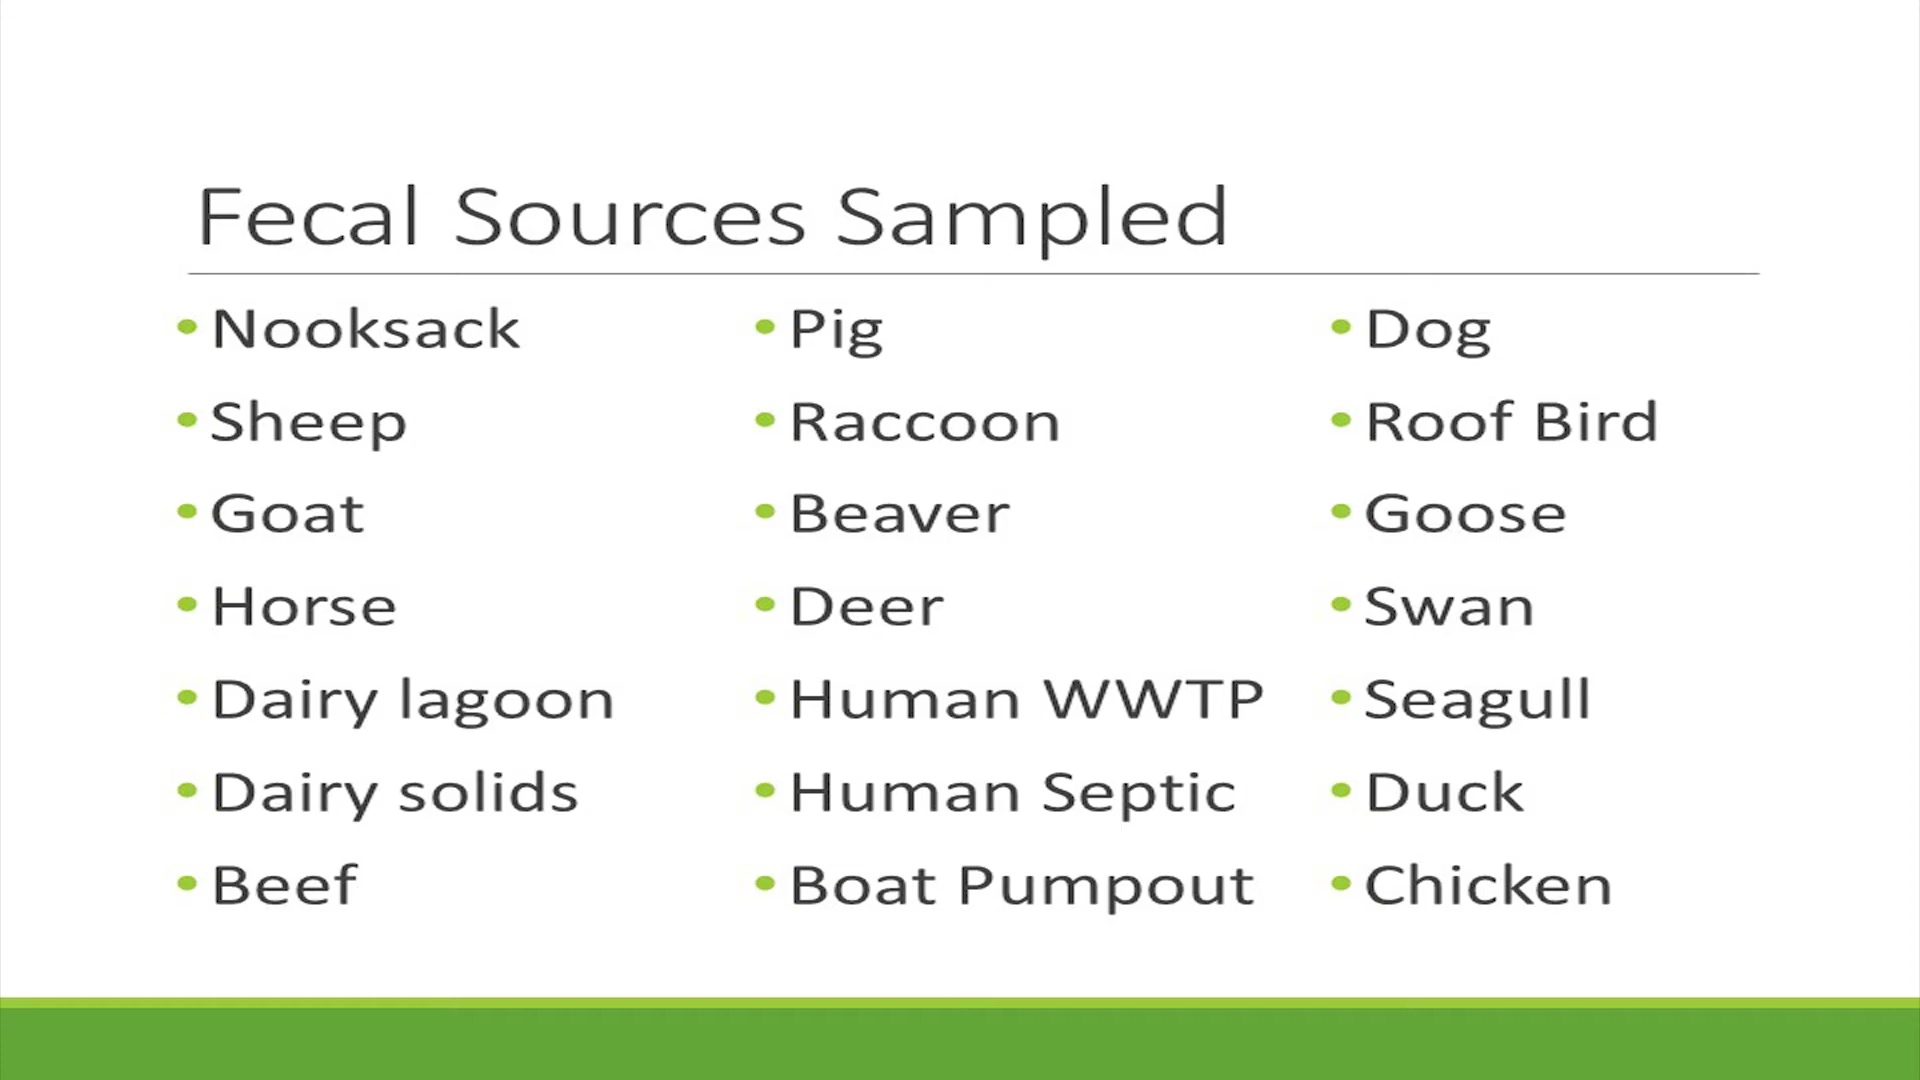 Fecal Sources Sampled
• Nooksack
• Sheep
• Goat
• Horse
• Dairy lagoon
• Dairy solids
• Beef
• Pig
• Raccoon
• Beaver
• Deer
• Human WWTP
• Human Septic
• Boat Pumpout
• Dog
• Roof Bird
• Goose
• Swan
• Seagull
• Duck
• Chicken